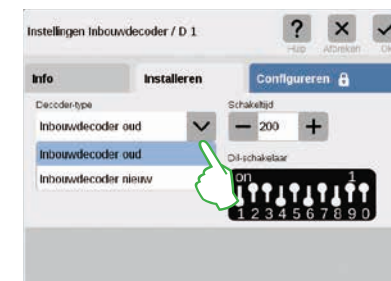 Instellingen Inbouwdecoder / D 1
Hulp Afbreken OK
Info Installeren Configureren
Decoder-type Schakeltijd
Inbouwdecoder oud 200
Inbouwdecoder oud Dil-schakelaar
Inbouwdecoder nieuw
on 1
1 2 3 4 5 6 7 8 9 0